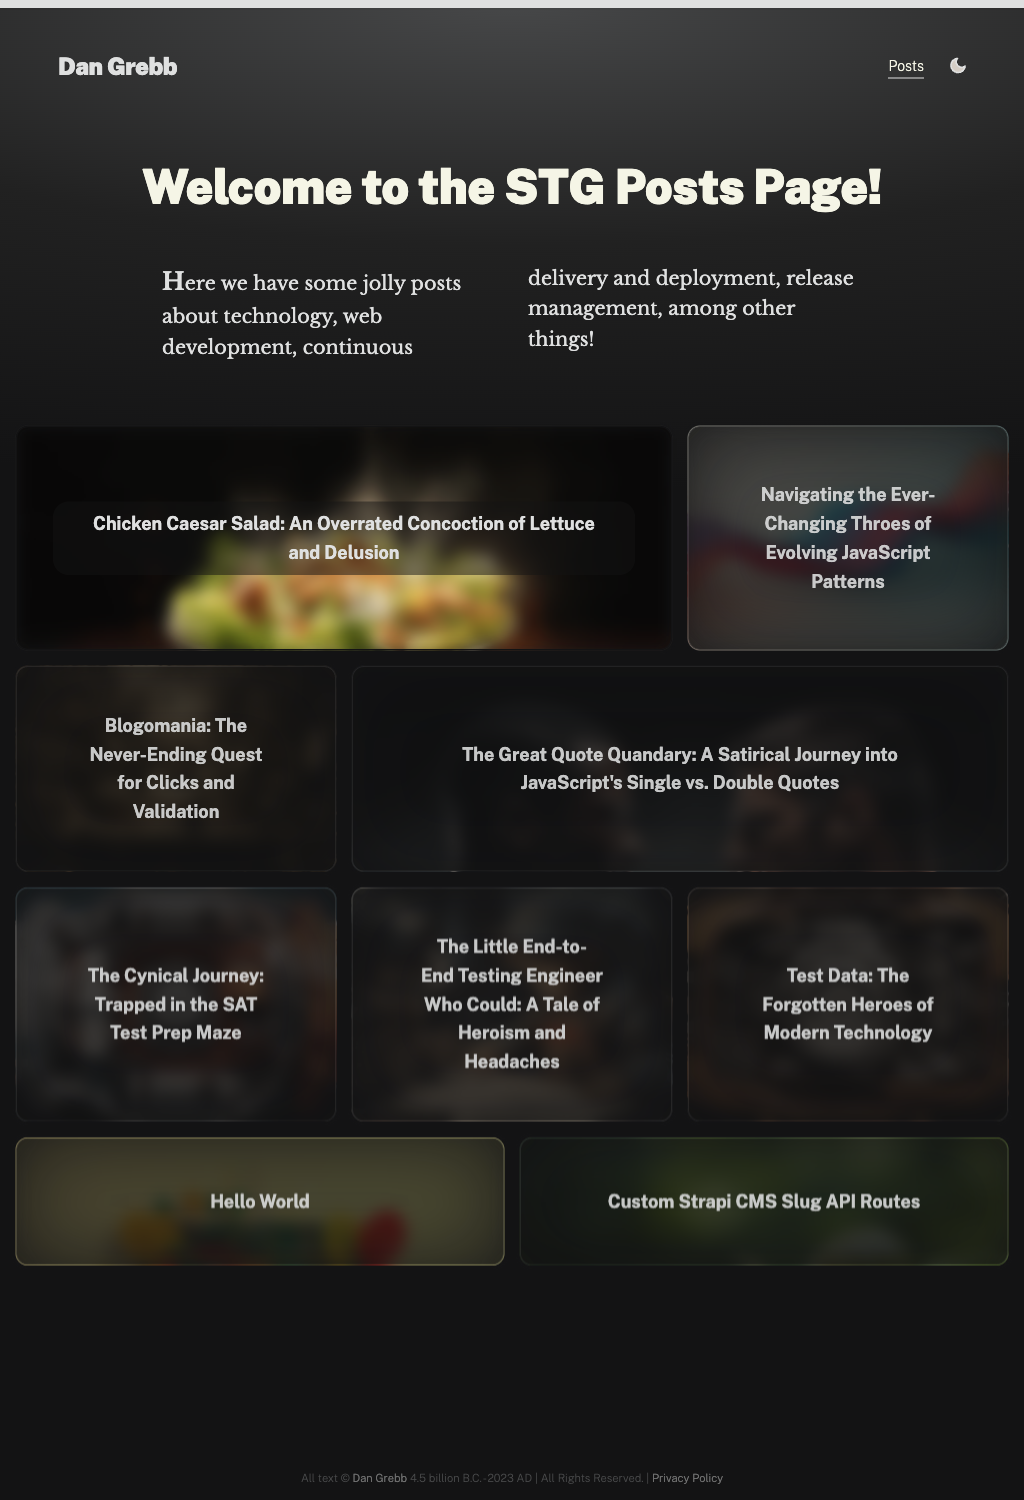 Dan Grebb
Posts
Welcome to the STG Posts Page!
Here we have some jolly posts
about technology, web
development, continuous
delivery and deployment, release
management, among other
things!
Chicken Caesar Salad: An Overrated Concoction of Lettuce
and Delusion
Navigating the Ever-
Changing Throes of
Evolving JavaScript
Patterns
Blogomania: The
Never-Ending Quest
for Clicks and
Validation
The Great Quote Quandary: A Satirical Journey into
JavaScript's Single vs. Double Quotes
The Cynical Journey:
Trapped in the SAT
Test Prep Maze
The Little End-to-
End Testing Engineer
Who Could: A Tale of
Heroism and
Headaches
Test Data: The
Forgotten Heroes of
Modern Technology
Hello World
Custom Strapi CMS Slug API Routes
All text © Dan Grebb 4.5 billion B.C.-2023 AD | All Rights Reserved. | Privacy Policy